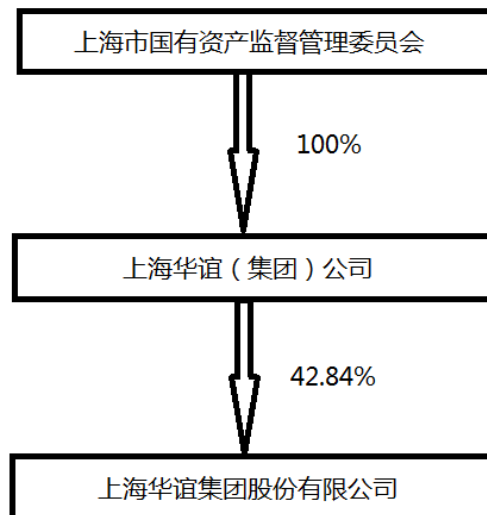 上海市国有资产监督管理委员会
100%
上海华谊（集团）公司
42.84%
上海华谊集团股份有限公司